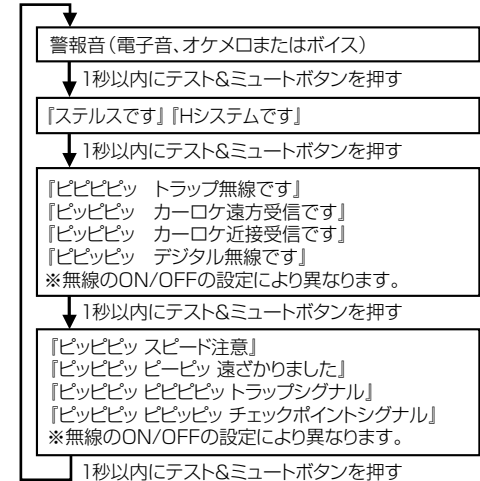 警報音（電子音、オケメロまたはボイス）
1秒以内にテスト&ミュートボタンを押す
『ステルスです』『Hシステムです』
1秒以内にテスト&ミュートボタンを押す
『ピピピピッ　トラップ無線です』
『ピッピピッ　カーロケ遠方受信です』
『ピッピピッ　カーロケ近接受信です』
『ピピッピッ　デジタル無線です』
※無線のON/OFFの設定により異なります。
1秒以内にテスト&ミュートボタンを押す
『ピッピピッ スピード注意』
『ピッピピッ ピーピッ 遠ざかりました』
『ピッピピッ ピピピピッ トラップシグナル』
『ピッピピッ ピピッピッ チェックポイントシグナル』
※無線のON/OFFの設定により異なります。
1秒以内にテスト&ミュートボタンを押す